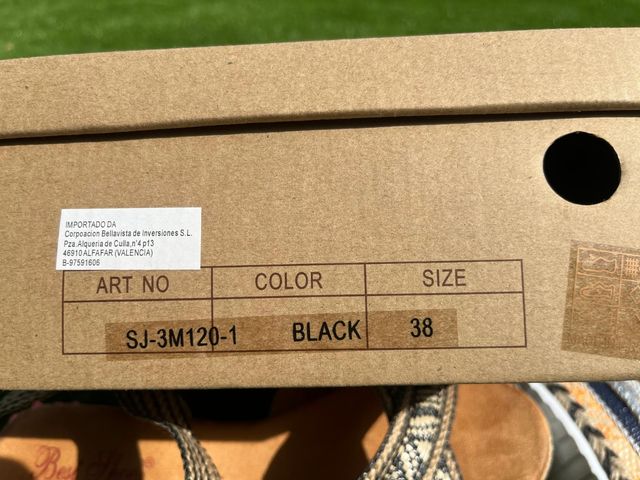 IMPORTADO DA
Corpoacion Bellavista de Inversiones S.L.
Pza.Alqueria de Culla,n°4 p13
46910 ALFAFAR (VALENCIA)
B-97591606
ART NO COLOR SIZE
SJ-3M120-1 BLACK 38
Best